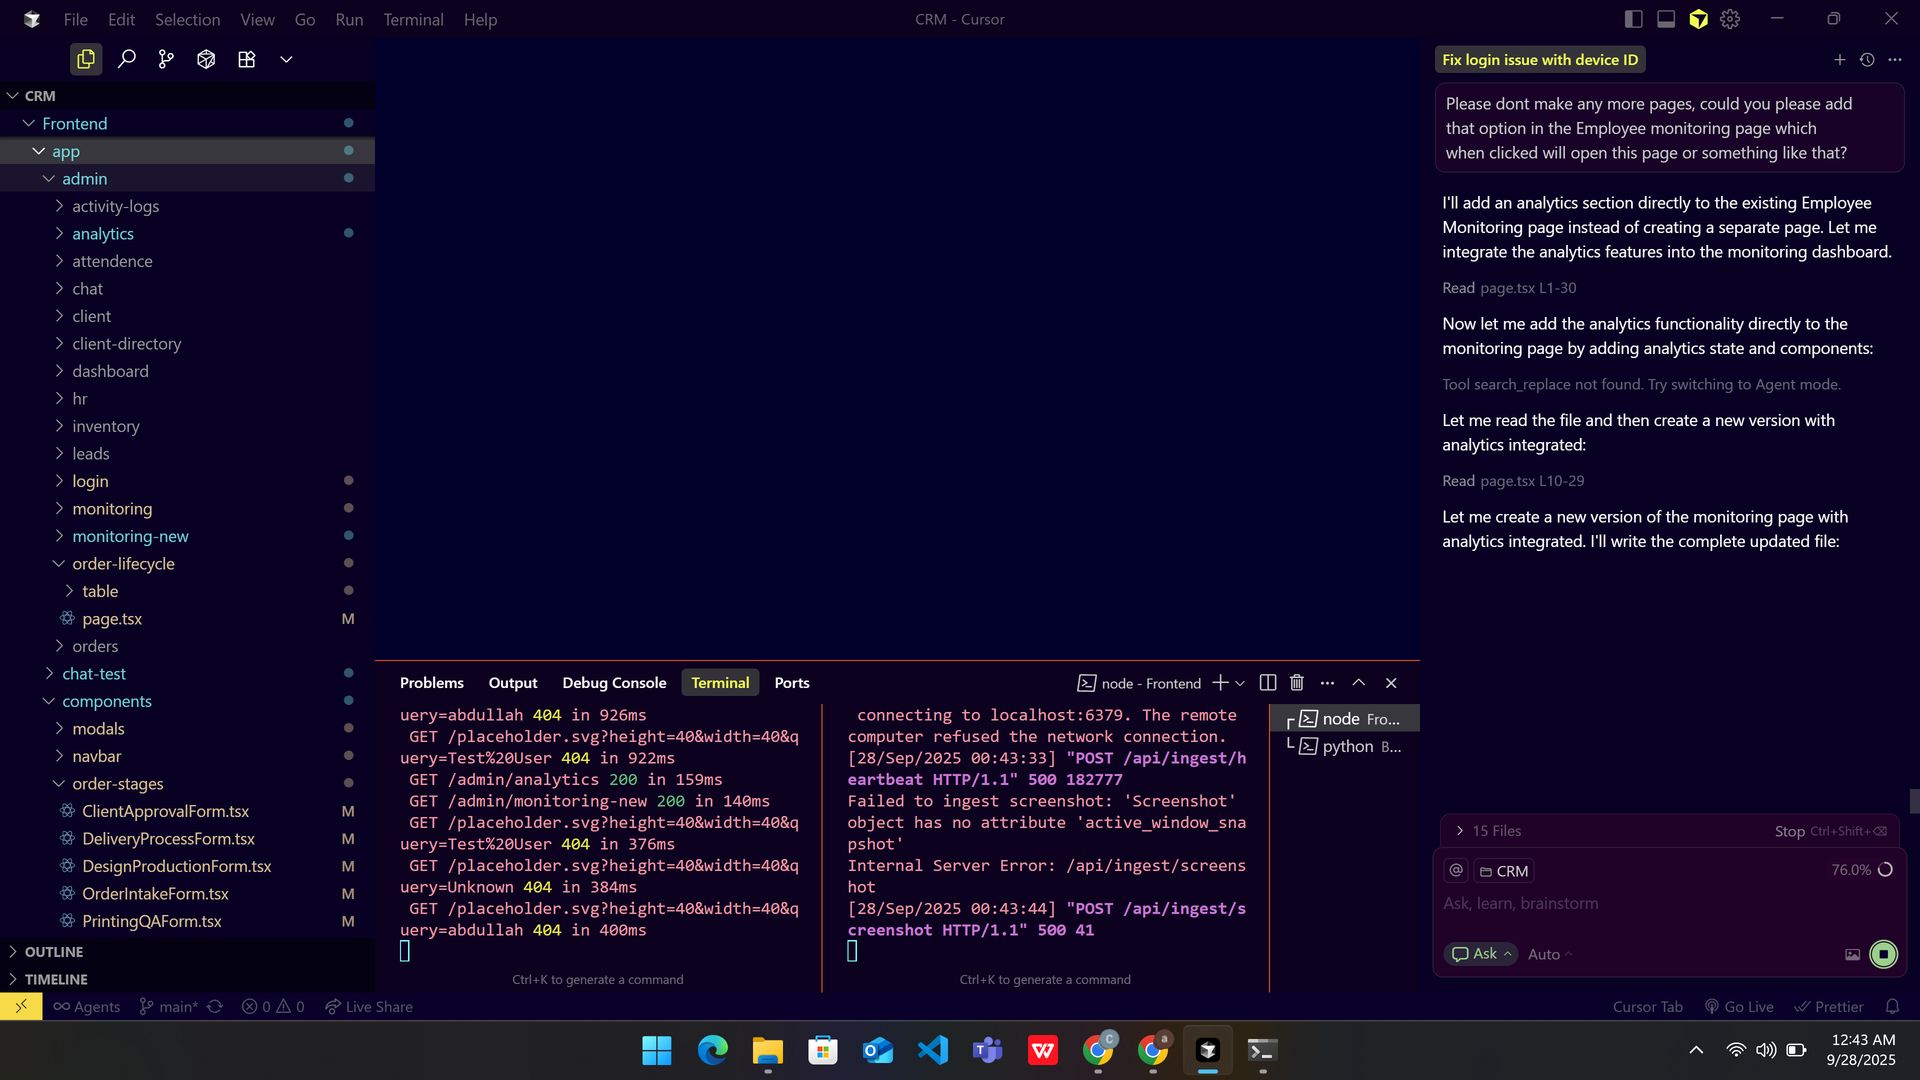 File Edit Selection View Go Run Terminal Help
CRM - Cursor
CRM
Frontend
app
admin
activity-logs
analytics
attendence
chat
client
client-directory
dashboard
hr
inventory
leads
login
monitoring
monitoring-new
order-lifecycle
table
page.tsx M
orders
chat-test
components
modals
navbar
order-stages
ClientApprovalForm.tsx M
DeliveryProcessForm.tsx M
DesignProductionForm.tsx M
OrderIntakeForm.tsx M
PrintingQAForm.tsx M
OUTLINE
TIMELINE
Problems Output Debug Console Terminal Ports
node - Frontend
uery=abdullah 404 in 926ms
GET /placeholder.svg?height=40&width=40&q
uery=Test%20User 404 in 922ms
GET /admin/analytics 200 in 159ms
GET /admin/monitoring-new 200 in 140ms
GET /placeholder.svg?height=40&width=40&q
uery=Test%20User 404 in 376ms
GET /placeholder.svg?height=40&width=40&q
uery=Unknown 404 in 384ms
GET /placeholder.svg?height=40&width=40&q
uery=abdullah 404 in 400ms
Ctrl+K to generate a command
connecting to localhost:6379. The remote
computer refused the network connection.
[28/Sep/2025 00:43:33] "POST /api/ingest/h
eartbeat HTTP/1.1" 500 182777
Failed to ingest screenshot: 'Screenshot'
object has no attribute 'active_window_sna
pshot'
Internal Server Error: /api/ingest/screens
hot
[28/Sep/2025 00:43:44] "POST /api/ingest/s
creenshot HTTP/1.1" 500 41
Ctrl+K to generate a command
node Fro...
python B...
Fix login issue with device ID
Please dont make any more pages, could you please add
that option in the Employee monitoring page which
when clicked will open this page or something like that?
I'll add an analytics section directly to the existing Employee
Monitoring page instead of creating a separate page. Let me
integrate the analytics features into the monitoring dashboard.
Read page.tsx L1-30
Now let me add the analytics functionality directly to the
monitoring page by adding analytics state and components:
Tool search_replace not found. Try switching to Agent mode.
Let me read the file and then create a new version with
analytics integrated:
Read page.tsx L10-29
Let me create a new version of the monitoring page with
analytics integrated. I'll write the complete updated file:
15 Files Stop Ctrl+Shift+
@ CRM 76.0%
Ask, learn, brainstorm
Ask Auto
Agents main* 0 0 Live Share
Cursor Tab Go Live Prettier
12:43 AM
9/28/2025